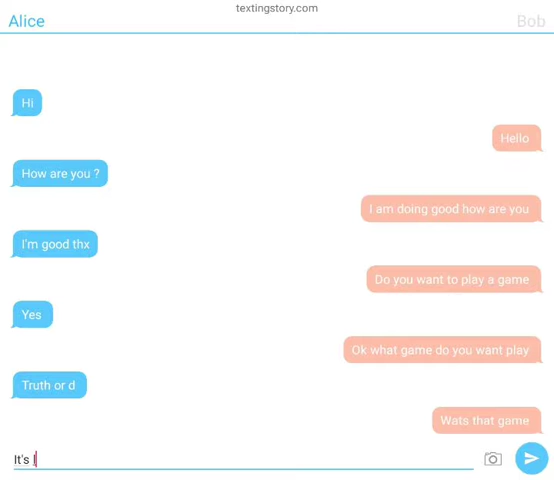 textingstory.com
Alice
Bob
Hi
Hello
How are you ?
I am doing good how are you
I'm good thx
Do you want to play a game
Yes
Ok what game do you want play
Truth or d
Wats that game
It's l